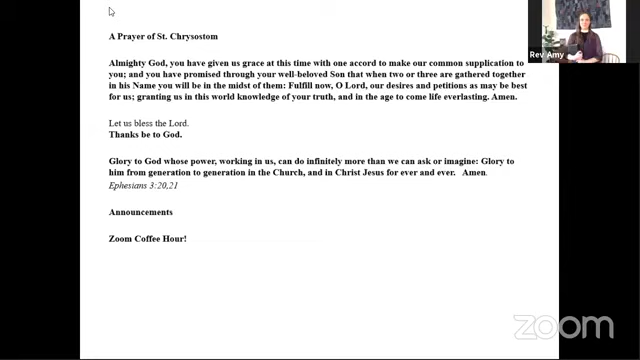 A Prayer of St. Chrysostom
Almighty God, you have given us grace at this time with one accord to make our common supplication to
you; and you have promised through your well-beloved Son that when two or three are gathered together
in his Name you will be in the midst of them: Fulfill now, O Lord, our desires and petitions as may be best
for us; granting us in this world knowledge of your truth, and in the age to come life everlasting. Amen.
Let us bless the Lord.
Thanks be to God.
Glory to God whose power, working in us, can do infinitely more than we can ask or imagine: Glory to
him from generation to generation in the Church, and in Christ Jesus for ever and ever. Amen.
Ephesians 3:20,21
Announcements
Zoom Coffee Hour!
Rev Amy
zoom